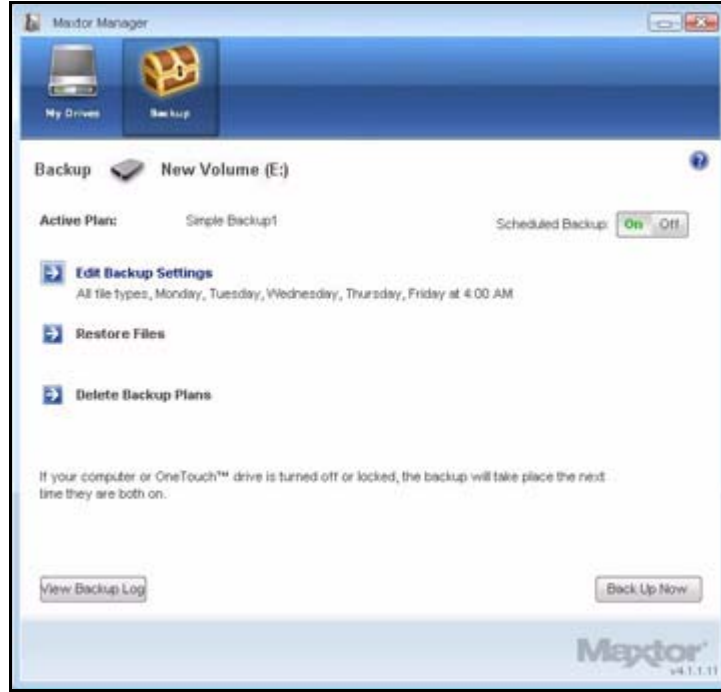 Maxtor Manager
My Drives
Backup
Backup New Volume (E:)
Active Plan: Simple Backup1 Scheduled Backup: On Off
Edit Backup Settings
All file types, Monday, Tuesday, Wednesday, Thursday, Friday at 4:00 AM
Restore Files
Delete Backup Plans
If your computer or OneTouch™ drive is turned off or locked, the backup will take place the next
time they are both on.
View Backup Log Back Up Now
Maxtor
v4.1.1.11